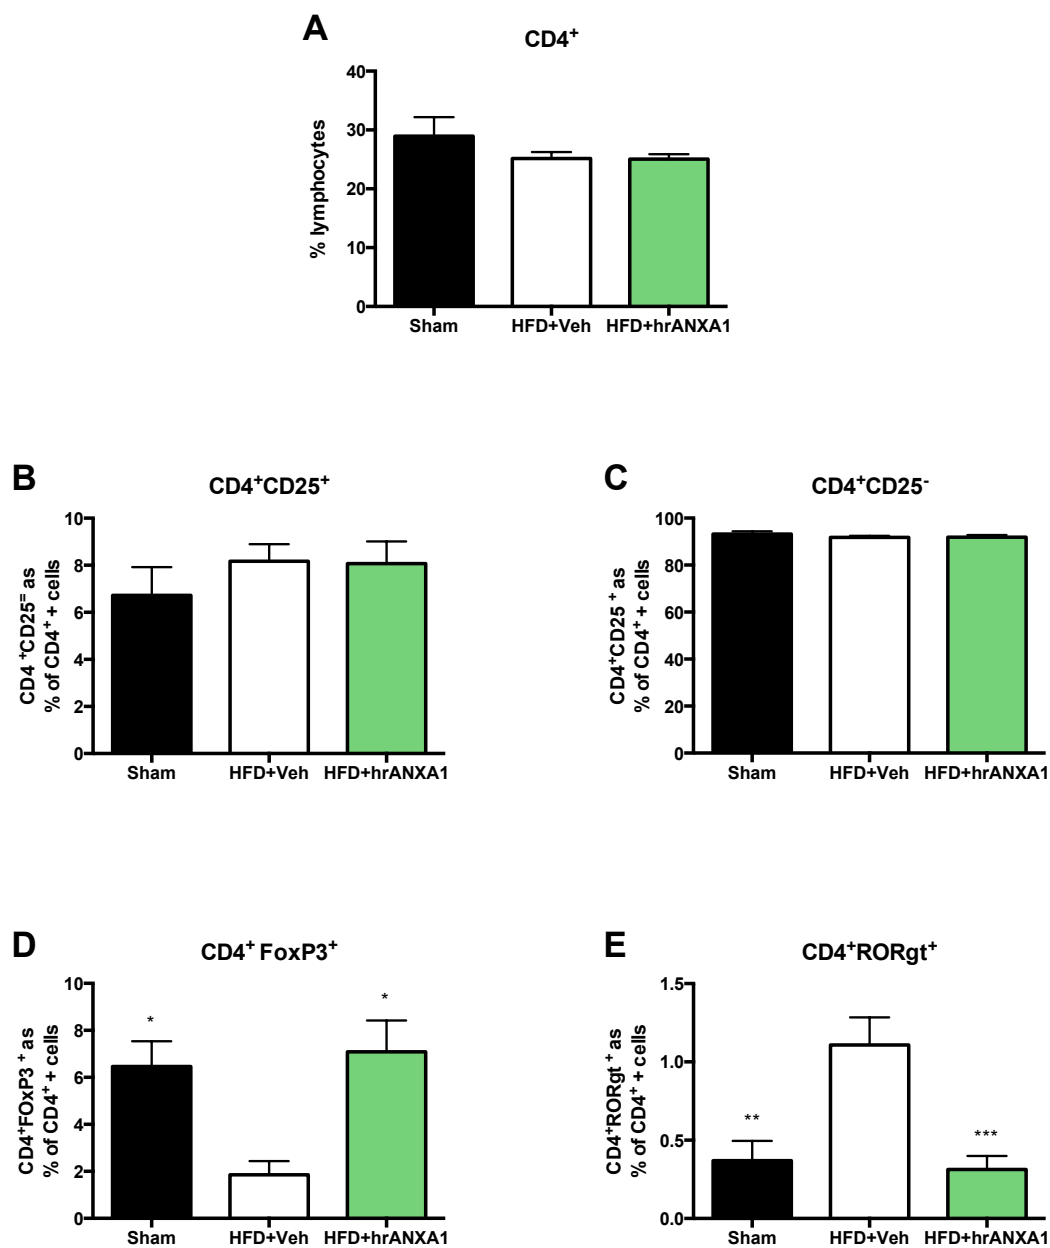 A
CD4⁺
% lymphocytes
40
30
20
10
0
Sham HFD+Veh HFD+hrANXA1
B
CD4⁺CD25⁺
CD4 ⁺CD25⁼ as
% of CD4⁺ + cells
10
8
6
4
2
0
Sham HFD+Veh HFD+hrANXA1
C
CD4⁺CD25⁻
CD4⁺CD25 ⁺ as
% of CD4⁺ + cells
100
80
60
40
20
0
Sham HFD+Veh HFD+hrANXA1
D
CD4⁺ FoxP3⁺
CD4⁺FOxP3 ⁺ as
% of CD4⁺ + cells
10
8
6
4
2
0
*
*
Sham HFD+Veh HFD+hrANXA1
E
CD4⁺RORgt⁺
CD4⁺RORgt ⁺ as
% of CD4⁺ + cells
1.5
1.0
0.5
0.0
**
***
Sham HFD+Veh HFD+hrANXA1